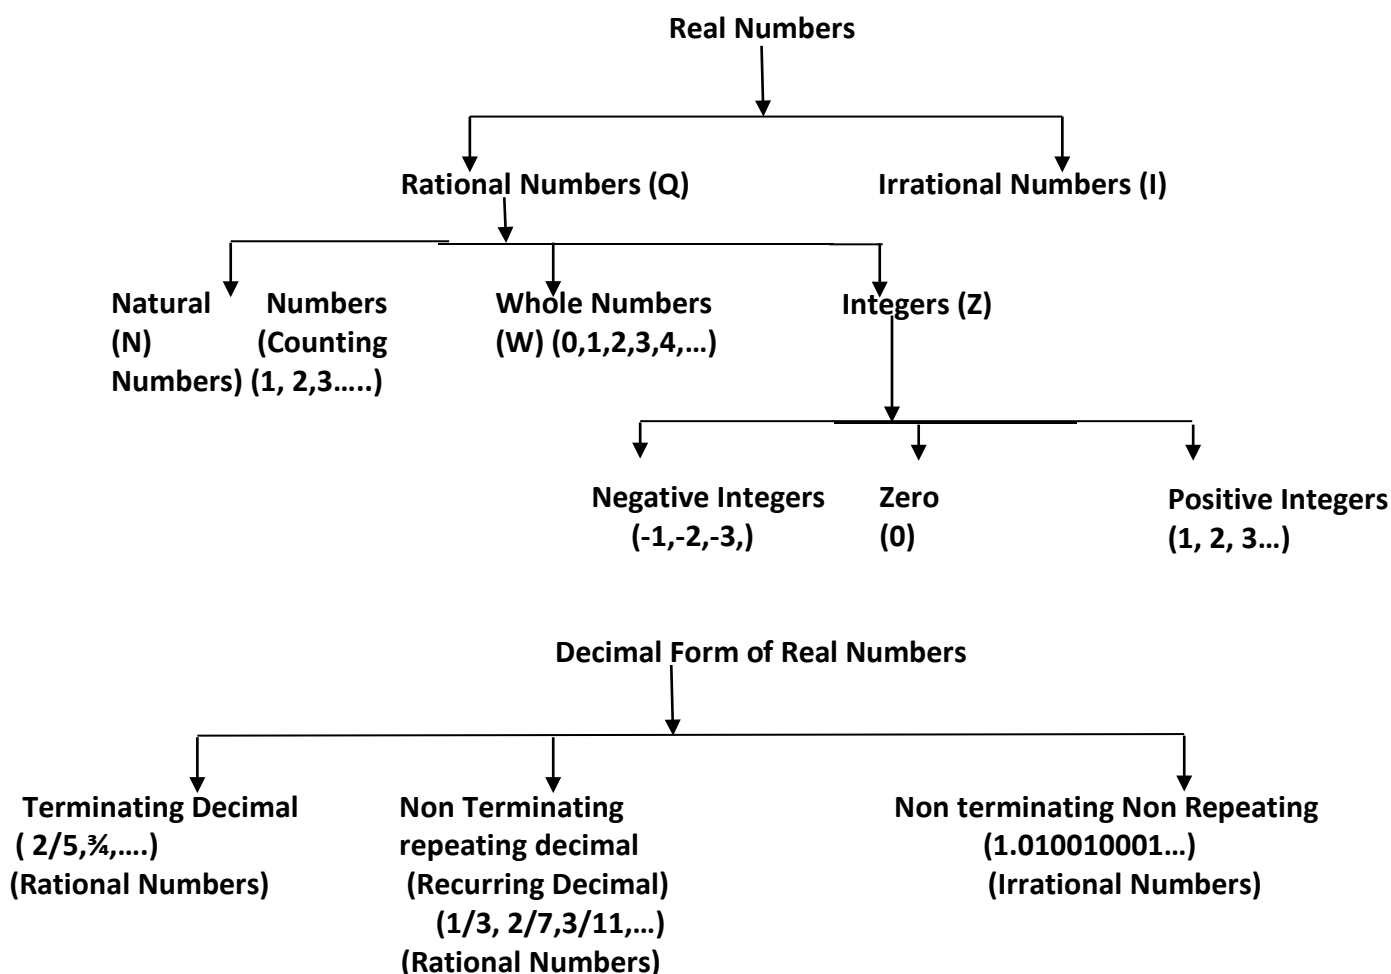 Real Numbers
Rational Numbers (Q)
Irrational Numbers (I)
Natural Numbers
(N) (Counting
Numbers) (1, 2,3…..)
Whole Numbers
(W) (0,1,2,3,4,…)
Integers (Z)
Negative Integers
(-1,-2,-3,)
Zero
(0)
Positive Integers
(1, 2, 3…)
Decimal Form of Real Numbers
Terminating Decimal
( 2/5,¾,….)
(Rational Numbers)
Non Terminating
repeating decimal
(Recurring Decimal)
(1/3, 2/7,3/11,…)
(Rational Numbers)
Non terminating Non Repeating
(1.010010001…)
(Irrational Numbers)